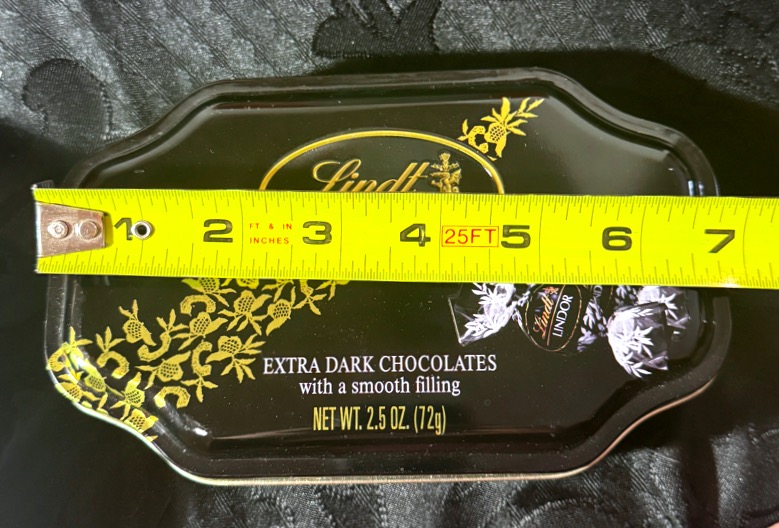 Lindt
1 2 FT & IN 3 4 25FT 5 6 7
INCHES
Lindt
LINDOR
EXTRA DARK CHOCOLATES
with a smooth filling
NET WT. 2.5 OZ. (72g)